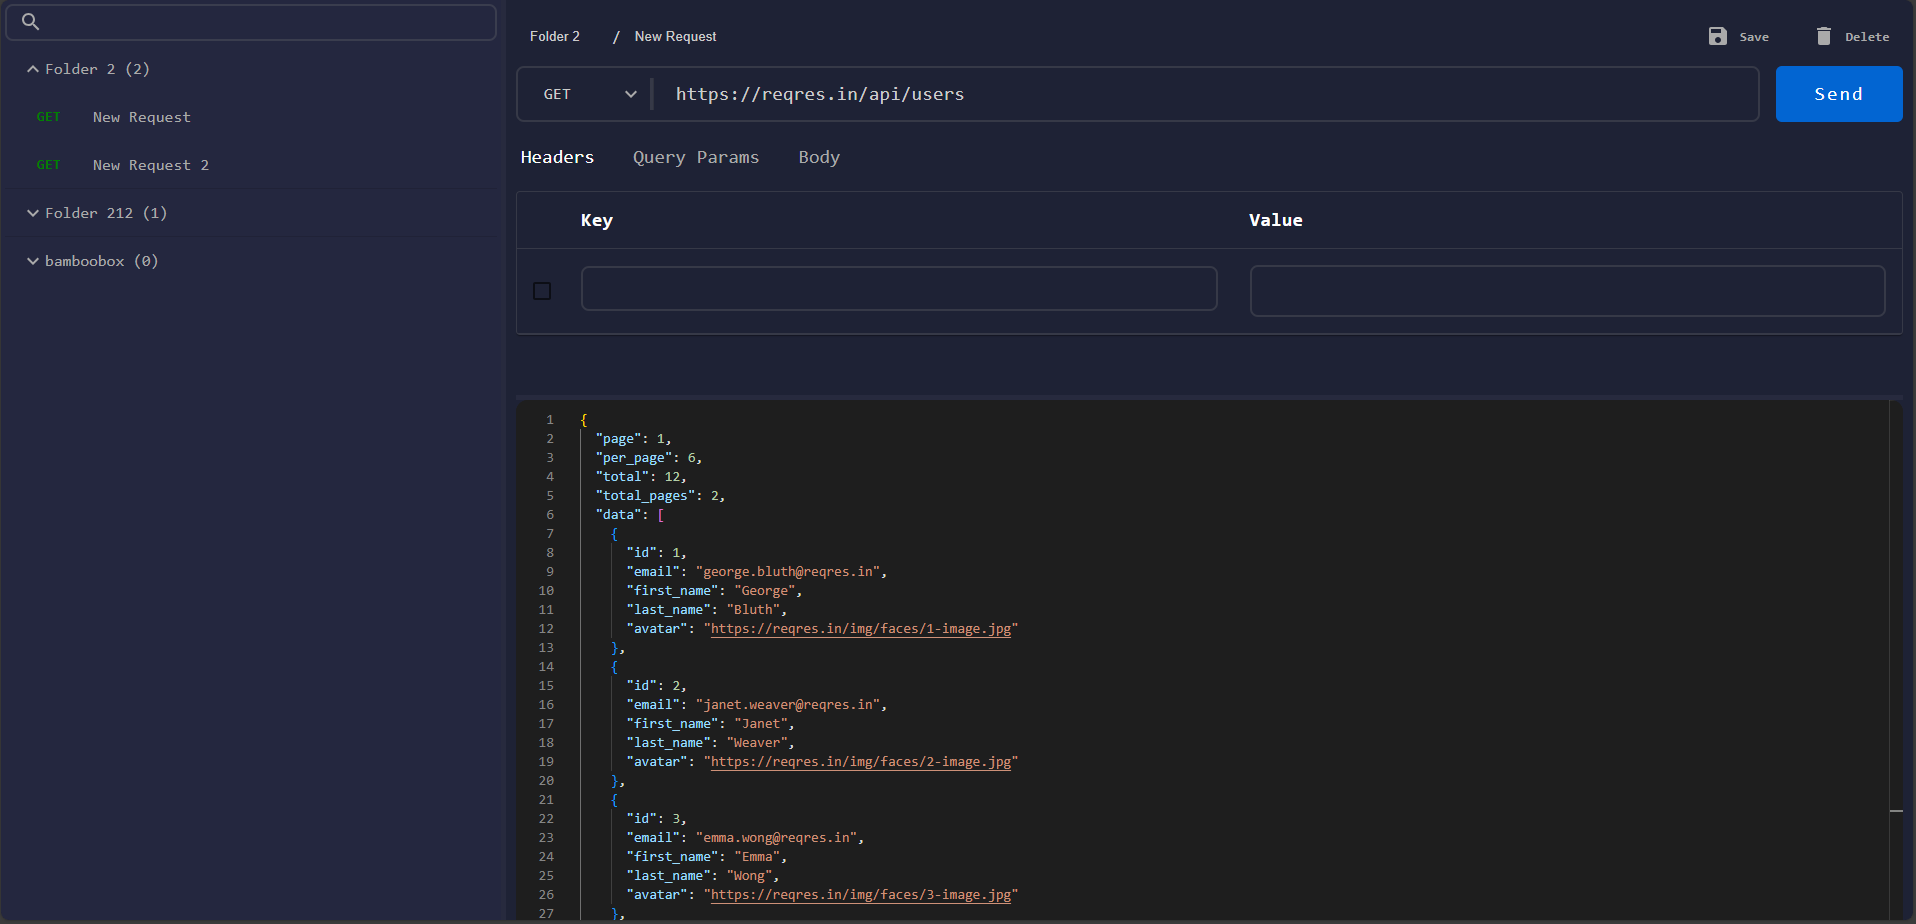 Folder 2 (2)
GET New Request
GET New Request 2
Folder 212 (1)
bamboobox (0)
Folder 2 / New Request
Save Delete
GET https://reqres.in/api/users Send
Headers Query Params Body
Key Value
1 {
2 "page": 1,
3 "per_page": 6,
4 "total": 12,
5 "total_pages": 2,
6 "data": [
7 {
8 "id": 1,
9 "email": "george.bluth@reqres.in",
10 "first_name": "George",
11 "last_name": "Bluth",
12 "avatar": "https://reqres.in/img/faces/1-image.jpg"
13 },
14 {
15 "id": 2,
16 "email": "janet.weaver@reqres.in",
17 "first_name": "Janet",
18 "last_name": "Weaver",
19 "avatar": "https://reqres.in/img/faces/2-image.jpg"
20 },
21 {
22 "id": 3,
23 "email": "emma.wong@reqres.in",
24 "first_name": "Emma",
25 "last_name": "Wong",
26 "avatar": "https://reqres.in/img/faces/3-image.jpg"
27 },